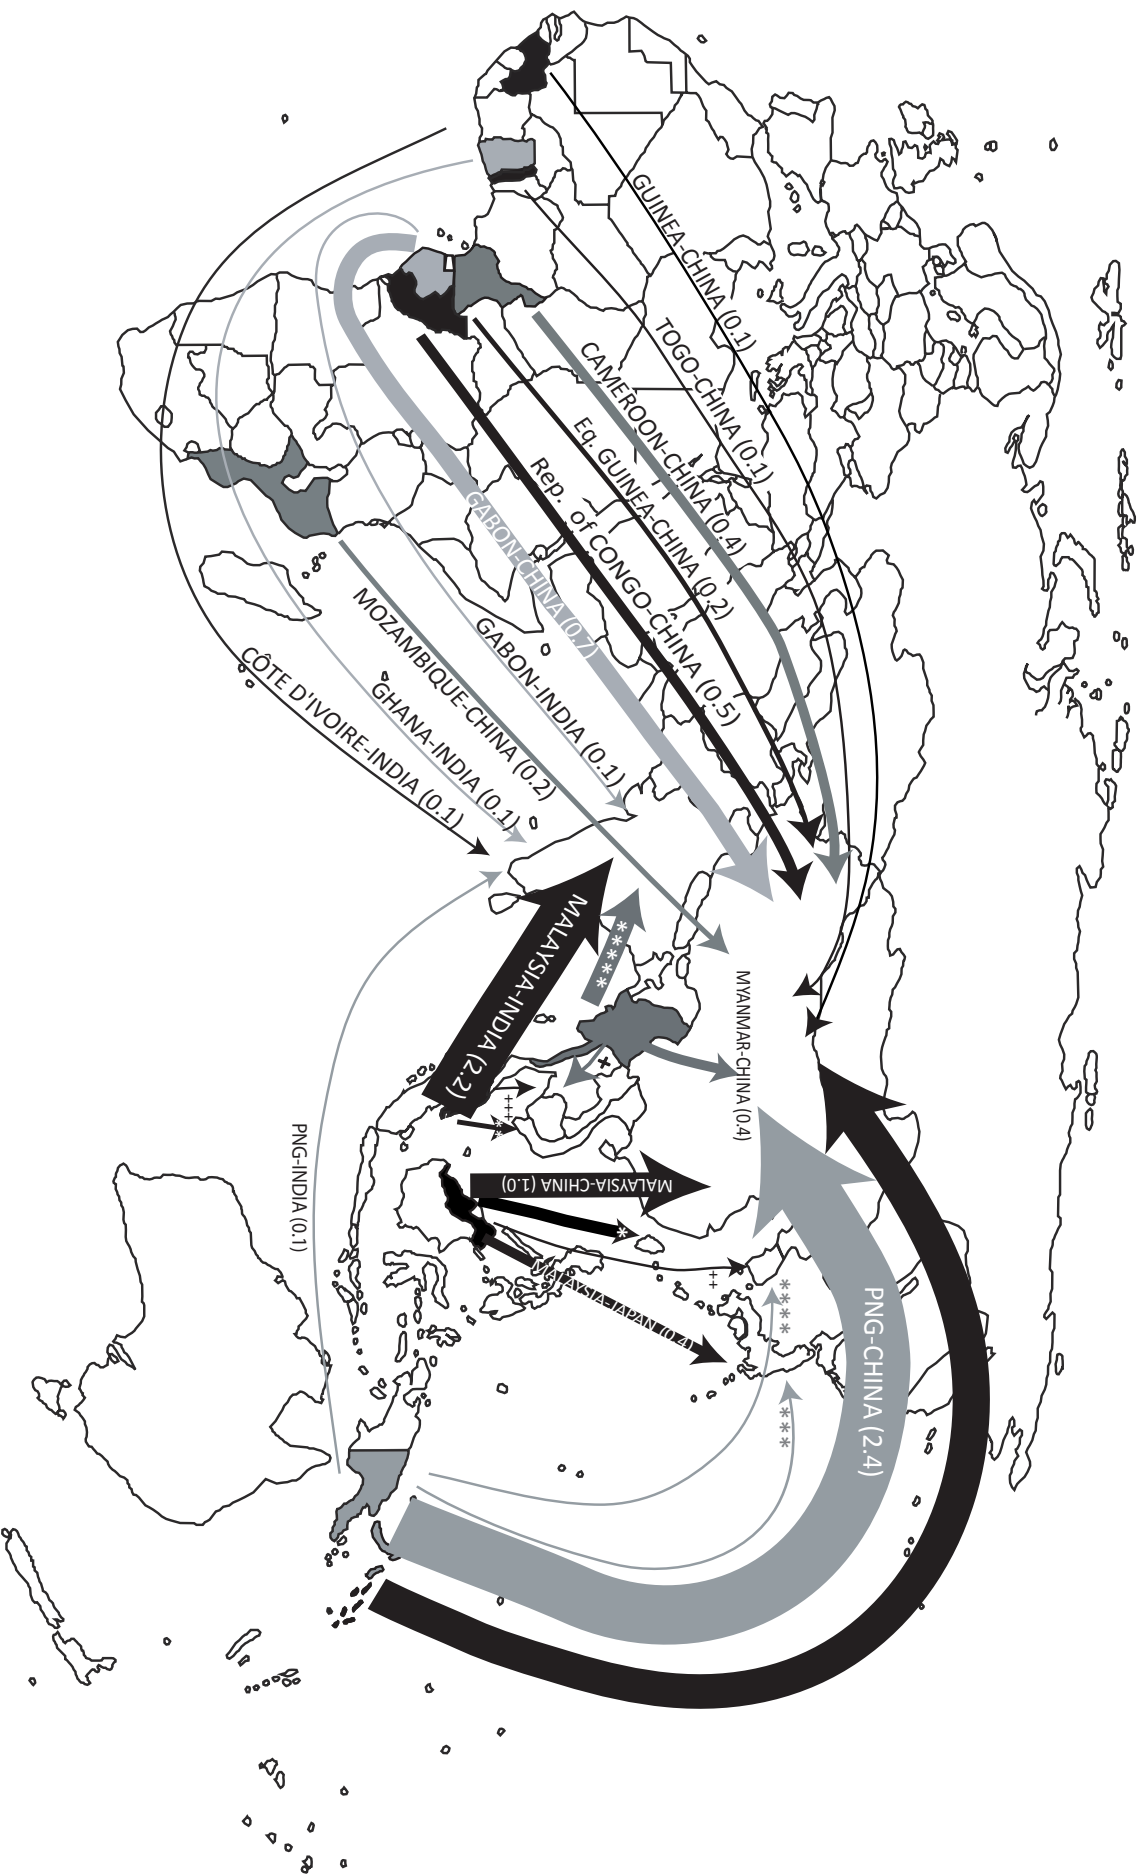 GUINEA-CHINA (0.1)
TOGO-CHINA (0.1)
CAMEROON-CHINA (0.4)
Eq. GUINEA-CHINA (0.2)
Rep. of CONGO-CHINA (0.5)
GABON-CHINA (0.7)
GABON-INDIA (0.1)
MOZAMBIQUE-CHINA (0.2)
GHANA-INDIA (0.1)
CÔTE D'IVOIRE-INDIA (0.1)
MALAYSIA-INDIA (2.2)
*****
MYANMAR-CHINA (0.4)
+
+++
**
MALAYSIA-CHINA (1.0)
*
++
MALAYSIA-JAPAN (0.4)
****
***
PNG-CHINA (2.4)
PNG-INDIA (0.1)